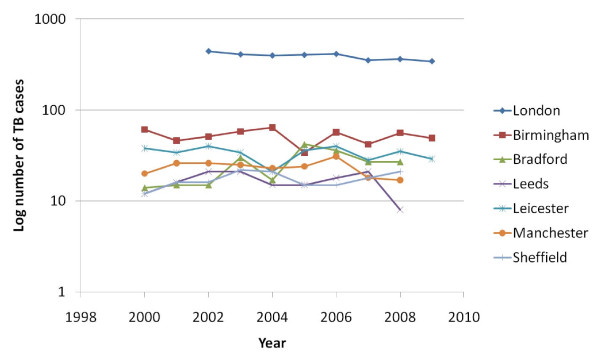 Log number of TB cases
1000
100
10
1
1998
2000
2002
2004
2006
2008
2010
Year
London
Birmingham
Bradford
Leeds
Leicester
Manchester
Sheffield